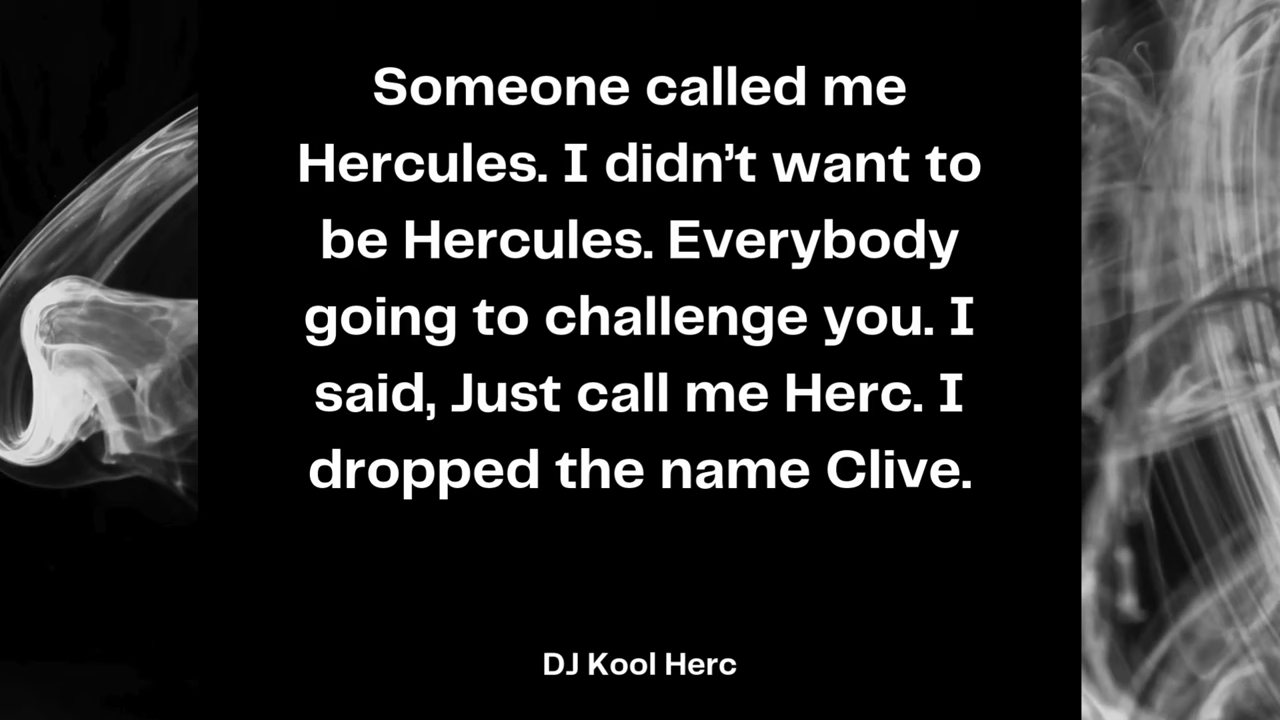 Someone called me
Hercules. I didn’t want to
be Hercules. Everybody
going to challenge you. I
said, Just call me Herc. I
dropped the name Clive.
DJ Kool Herc